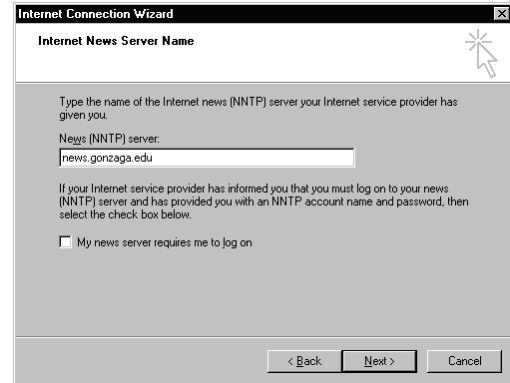 Internet Connection Wizard
Internet News Server Name
Type the name of the Internet news (NNTP) server your Internet service provider has
given you.
News (NNTP) server:
news.gonzaga.edu
If your Internet service provider has informed you that you must log on to your news
(NNTP) server and has provided you with an NNTP account name and password, then
select the check box below.
My news server requires me to log on
< Back Next > Cancel